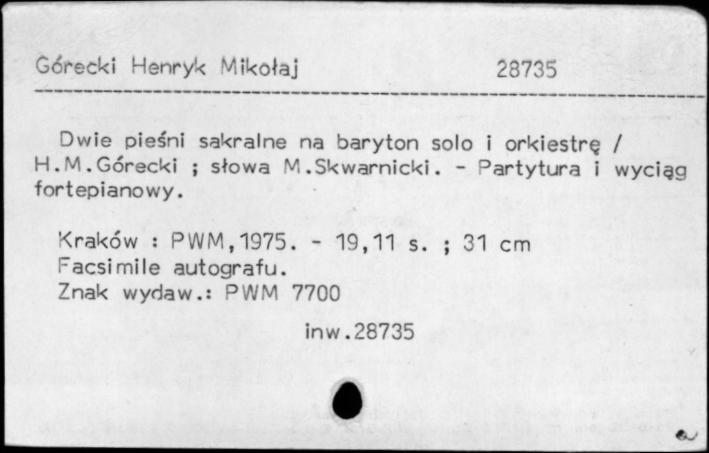 Górecki Henryk Mikołaj 28735
Dwie pieśni sakralne na baryton solo i orkiestrę /
H.M.Górecki ; słowa M.Skwarnicki. - Partytura i wyciąg
fortepianowy.
Kraków : PWM,1975. - 19,11 s. ; 31 cm
Facsimile autografu.
Znak wydaw.: PWM 7700
inw.28735